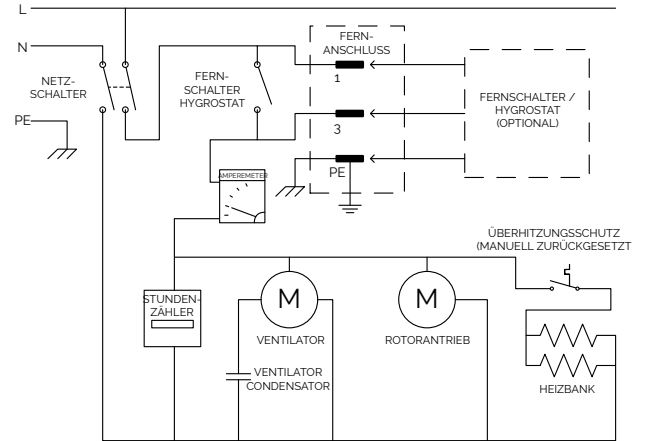 L
N
NETZ-
SCHALTER
PE
FERN-
SCHALTER
HYGROSTAT
FERN-
ANSCHLUSS
1
3
PE
FERNSCHALTER /
HYGROSTAT
(OPTIONAL)
AMPEREMETER
ÜBERHITZUNGSSCHUTZ
(MANUELL ZURÜCKGESETZT
STUNDEN-
ZÄHLER
M
VENTILATOR
M
ROTORANTRIEB
VENTILATOR
CONDENSATOR
HEIZBANK